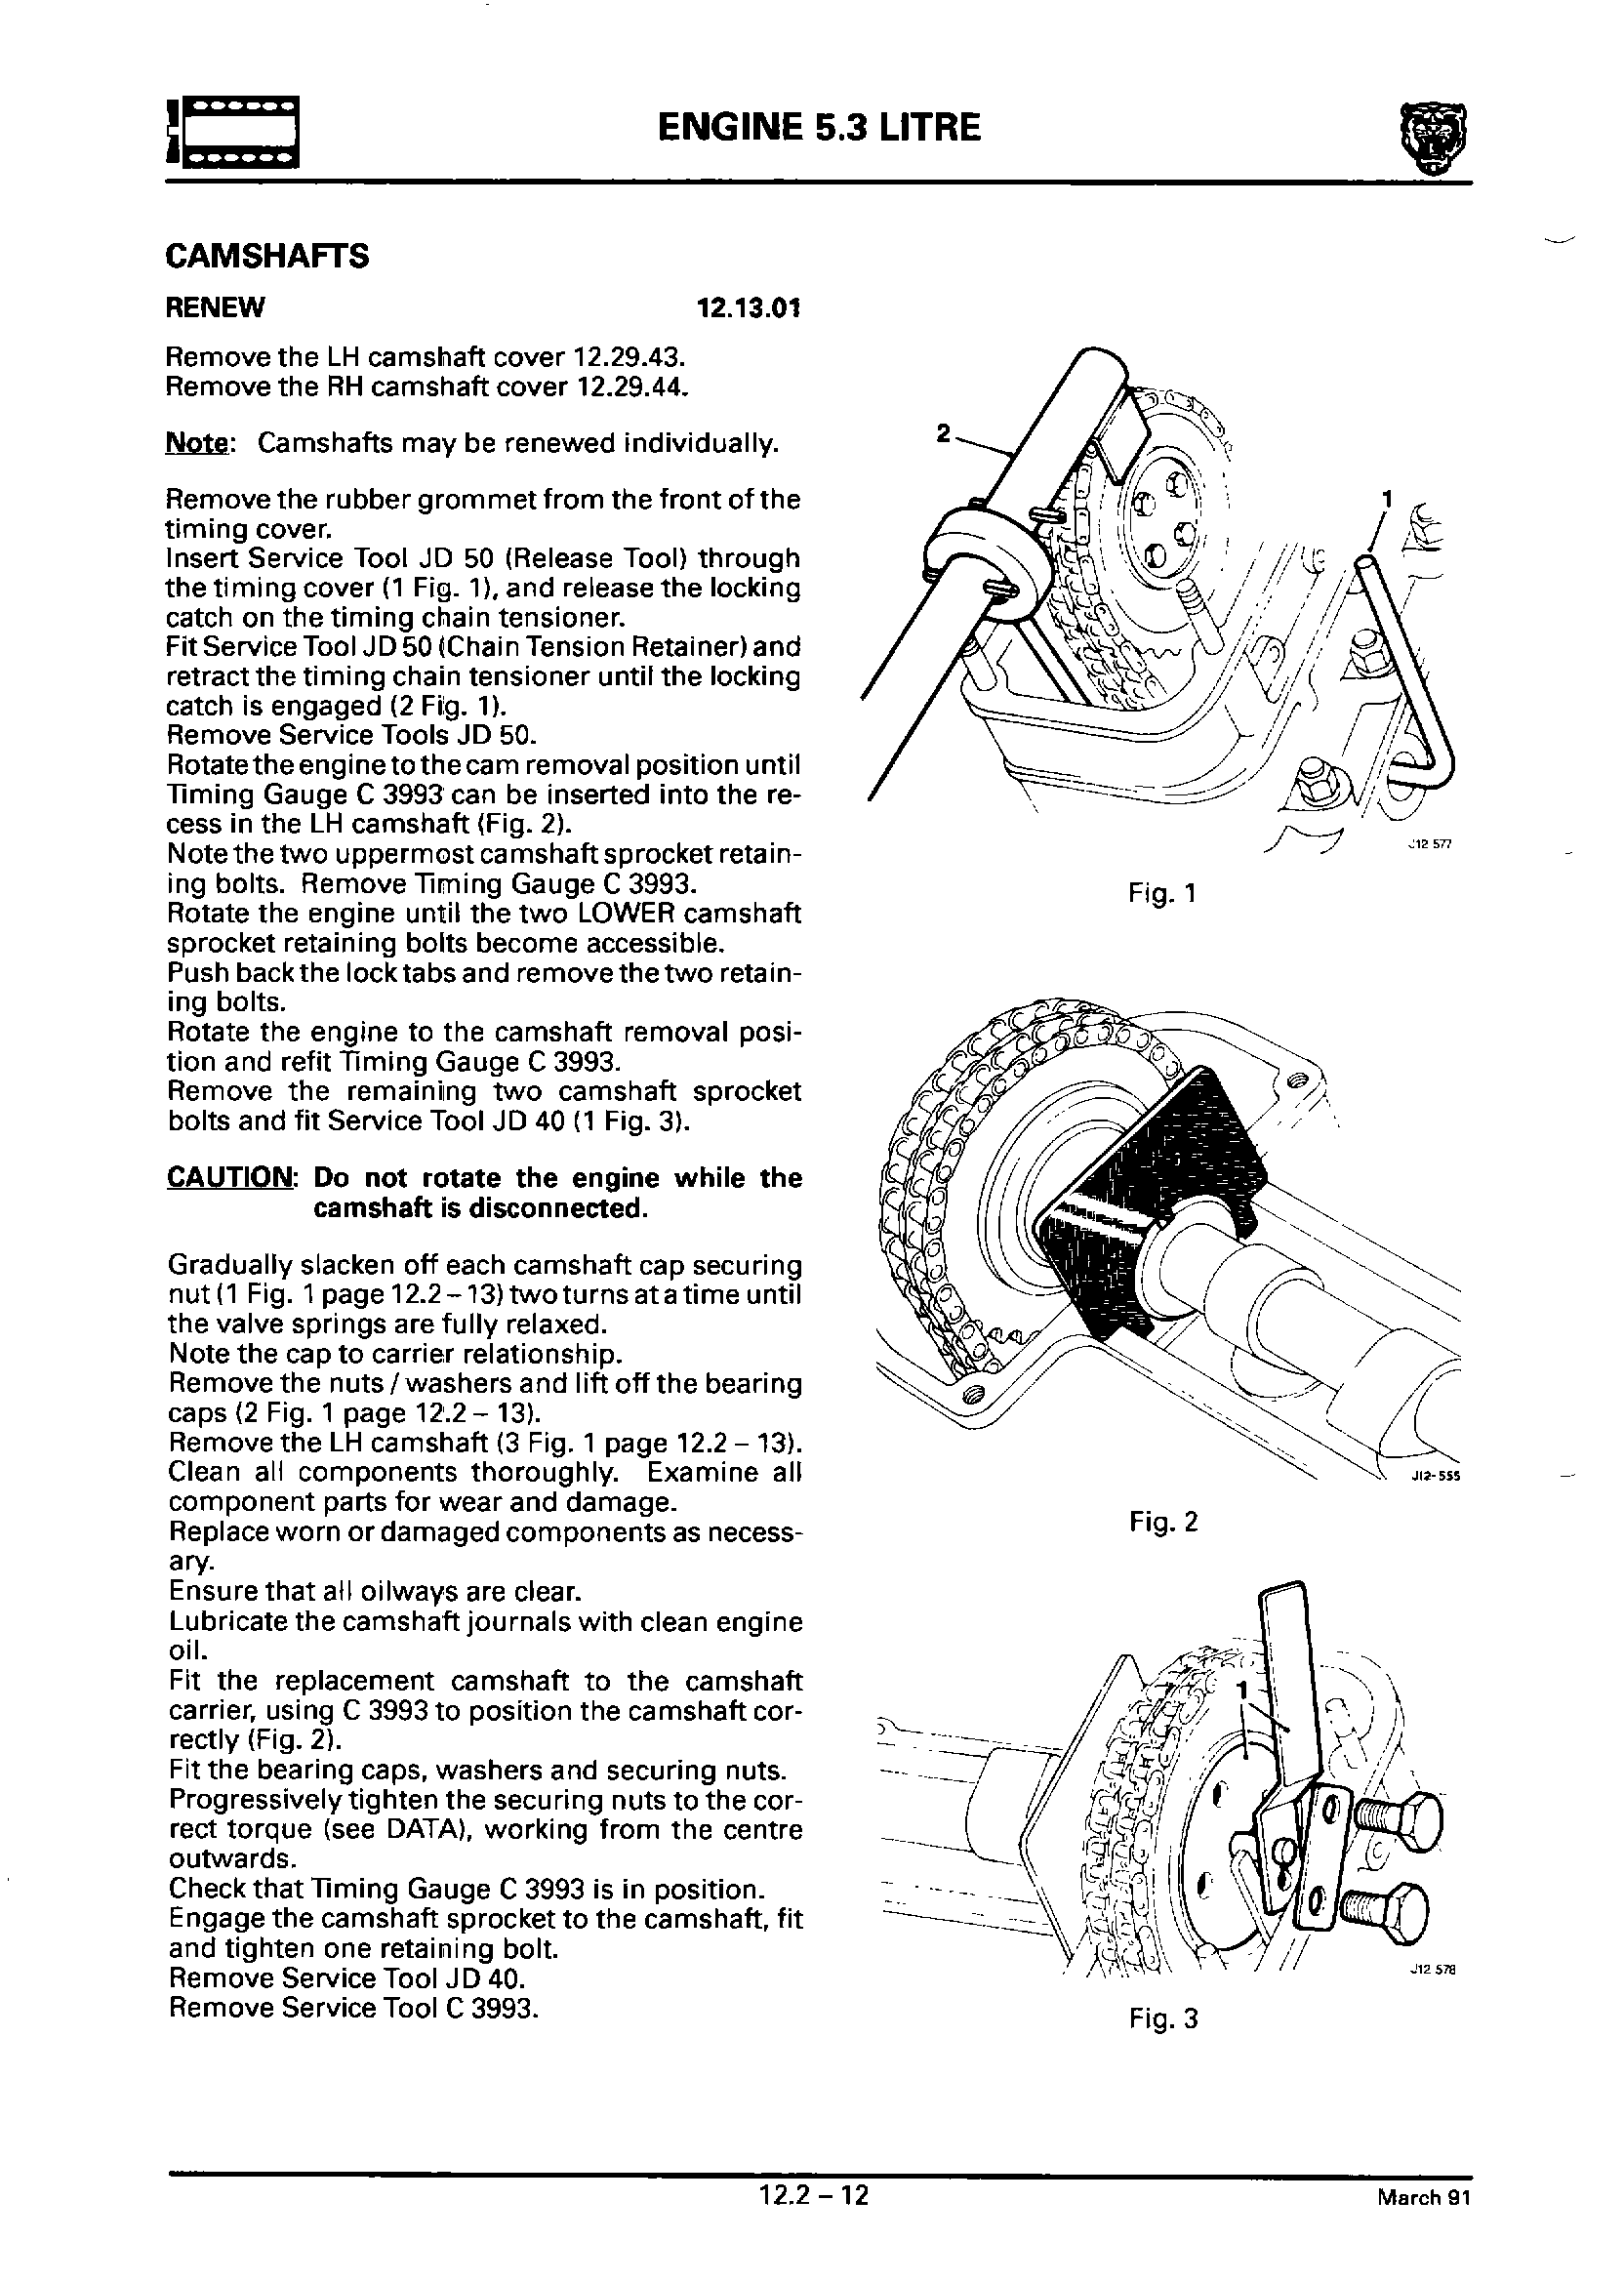 ENGINE 5.3 LITRE
CAMSHAFTS
RENEW 12.13.01
Remove the LH camshaft cover 12.29.43.
Remove the RH camshaft cover 12.29.44.
Note: Camshafts may be renewed individually.
Remove the rubber grommet from the front of the
timing cover.
Insert Service Tool JD 50 (Release Tool) through
the timing cover (1 Fig. 1), and release the locking
catch on the timing chain tensioner.
Fit Service Tool JD 50 (Chain Tension Retainer) and
retract the timing chain tensioner until the locking
catch is engaged (2 Fig. 1).
Remove Service Tools JD 50.
Rotate the engine to the cam removal position until
Timing Gauge C 3993 can be inserted into the re-
cess in the LH camshaft (Fig. 2).
Note the two uppermost camshaft sprocket retain-
ing bolts. Remove Timing Gauge C 3993.
Rotate the engine until the two LOWER camshaft
sprocket retaining bolts become accessible.
Push back the lock tabs and remove the two retain-
ing bolts.
Rotate the engine to the camshaft removal posi-
tion and refit Timing Gauge C 3993.
Remove the remaining two camshaft sprocket
bolts and fit Service Tool JD 40 (1 Fig. 3).
CAUTION: Do not rotate the engine while the
camshaft is disconnected.
Gradually slacken off each camshaft cap securing
nut (1 Fig. 1 page 12.2 – 13) two turns at a time until
the valve springs are fully relaxed.
Note the cap to carrier relationship.
Remove the nuts / washers and lift off the bearing
caps (2 Fig. 1 page 12.2 – 13).
Remove the LH camshaft (3 Fig. 1 page 12.2 – 13).
Clean all components thoroughly. Examine all
component parts for wear and damage.
Replace worn or damaged components as necess-
ary.
Ensure that all oilways are clear.
Lubricate the camshaft journals with clean engine
oil.
Fit the replacement camshaft to the camshaft
carrier, using C 3993 to position the camshaft cor-
rectly (Fig. 2).
Fit the bearing caps, washers and securing nuts.
Progressively tighten the securing nuts to the cor-
rect torque (see DATA), working from the centre
outwards.
Check that Timing Gauge C 3993 is in position.
Engage the camshaft sprocket to the camshaft, fit
and tighten one retaining bolt.
Remove Service Tool JD 40.
Remove Service Tool C 3993.
2
1
J12 577
Fig. 1
J12-555
Fig. 2
1
J12 578
Fig. 3
12.2 – 12
March 91